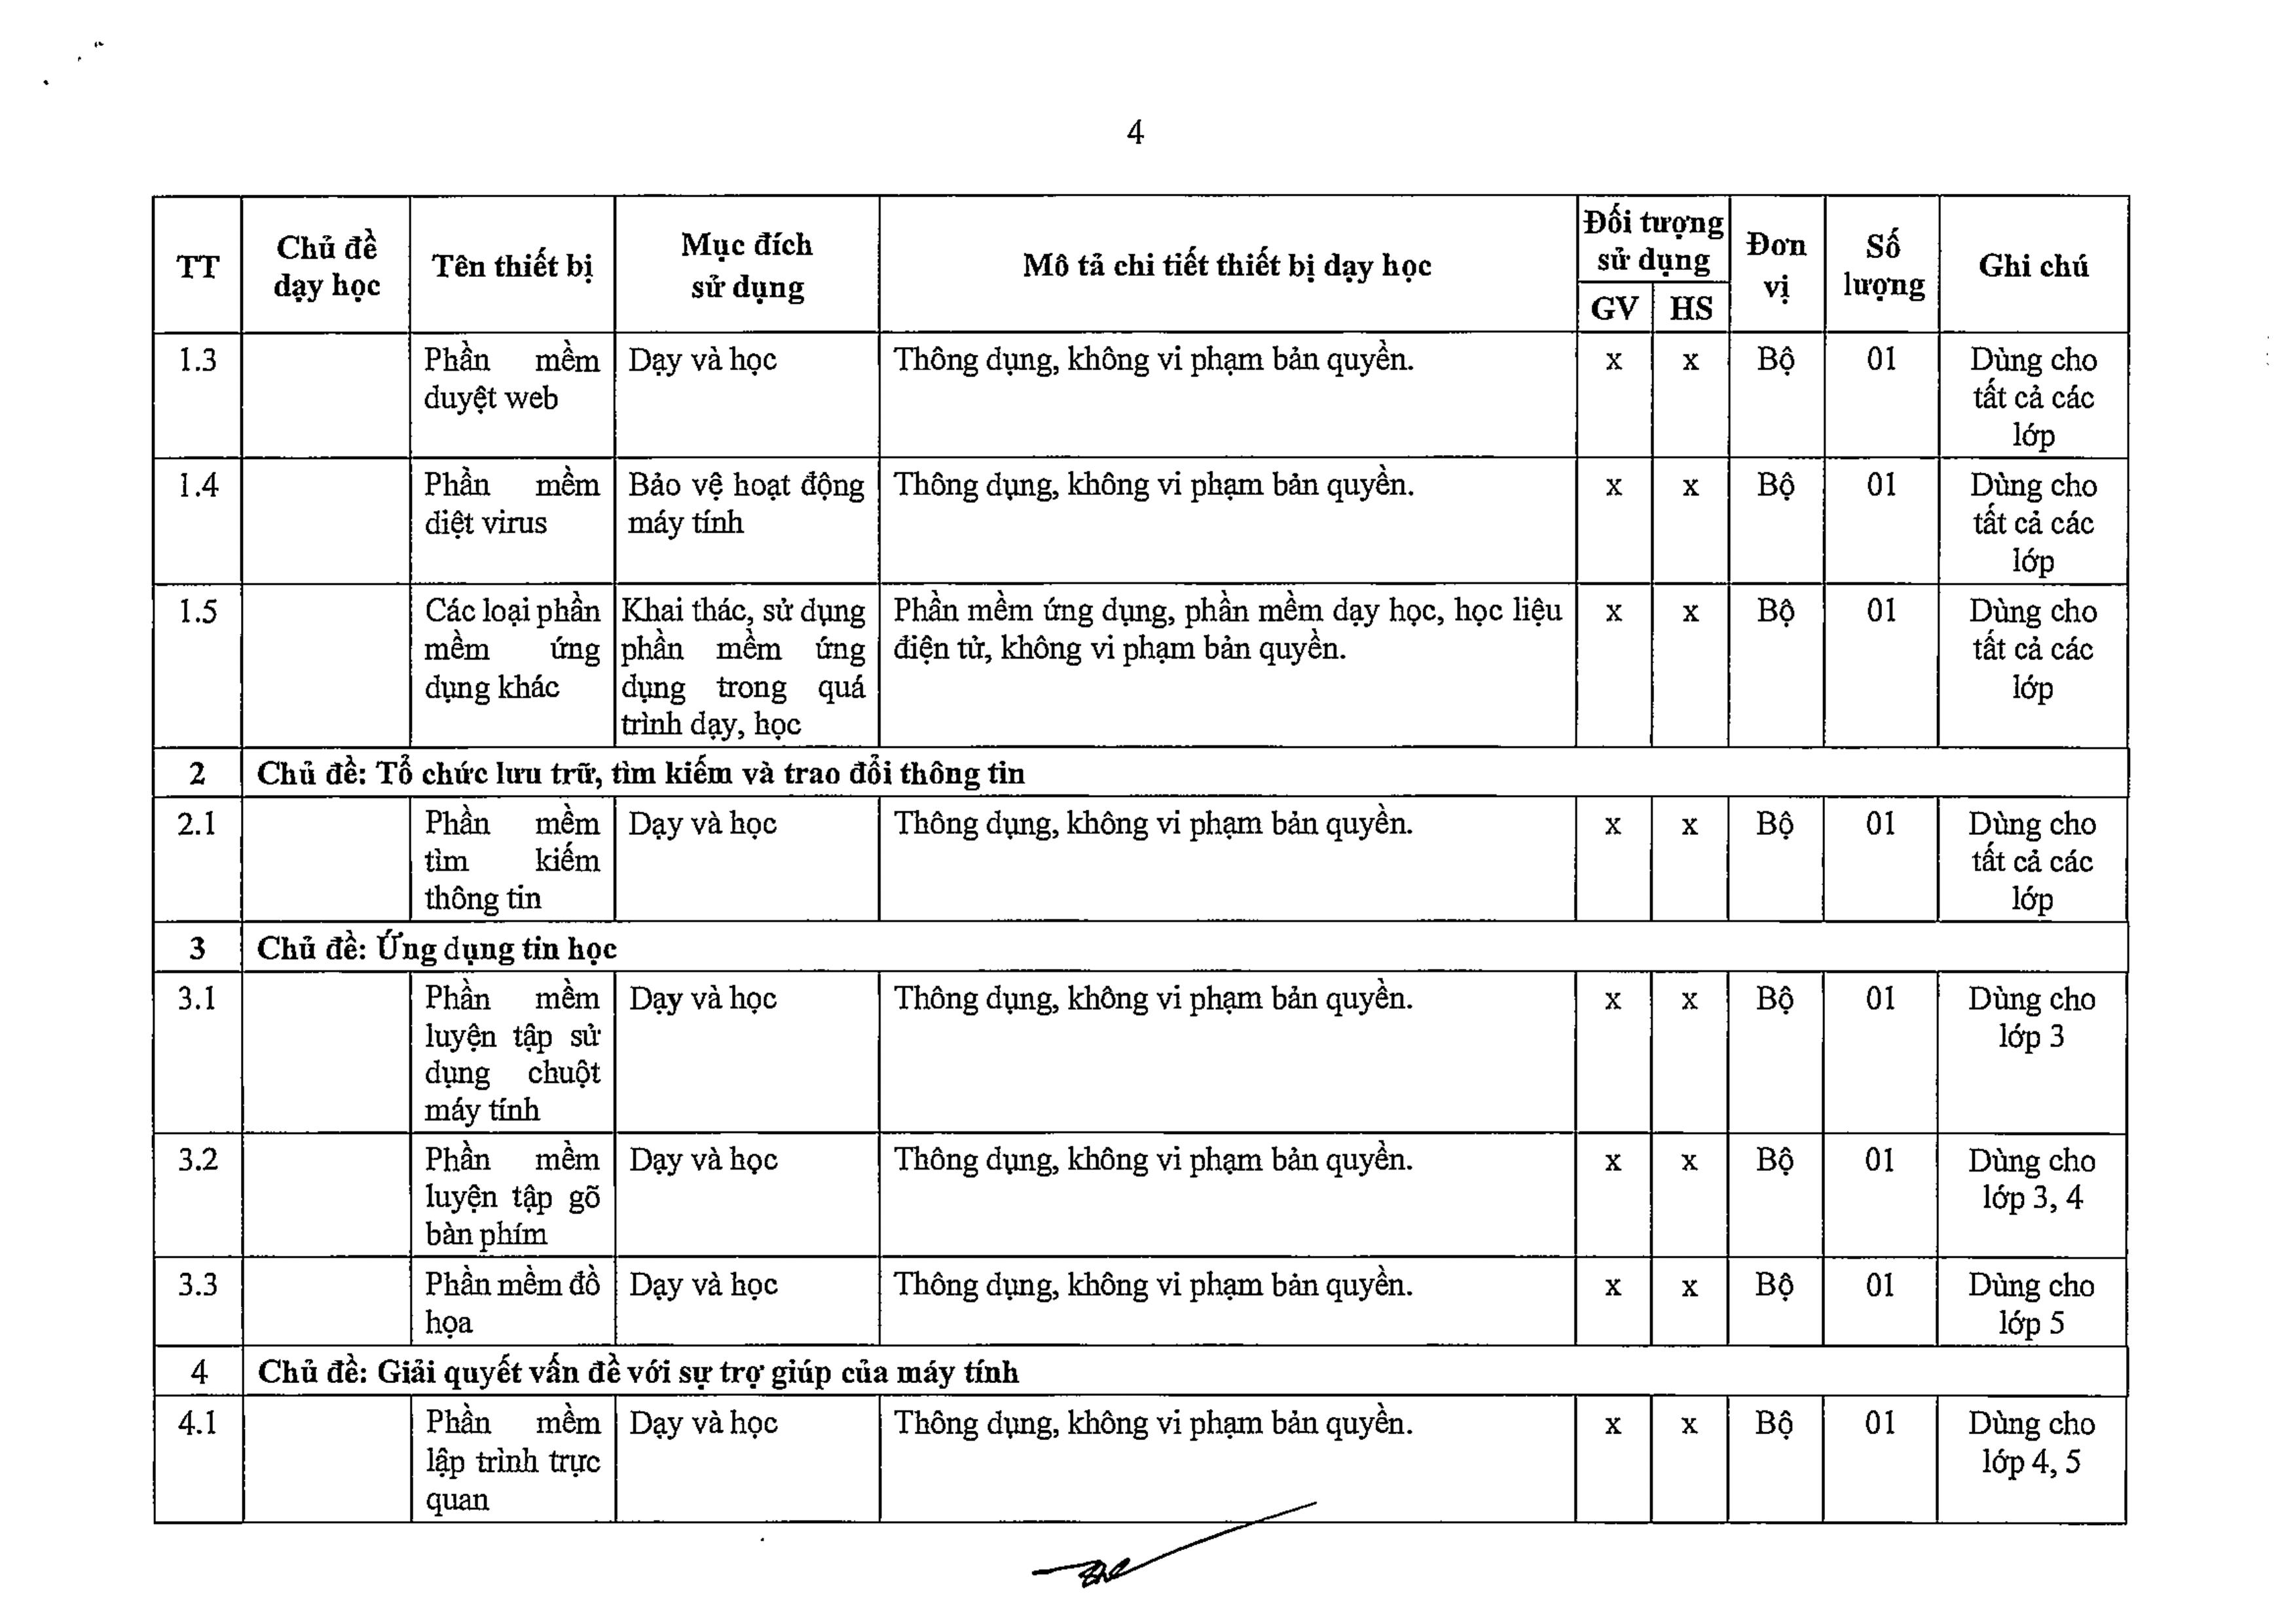 4
TT
Chủ đề
dạy học
Tên thiết bị
Mục đích
sử dụng
Mô tả chi tiết thiết bị dạy học
Đối tượng
sử dụng
GV
HS
Đơn
vị
Số
lượng
Ghi chú
1.3
Phần mềm
duyệt web
Dạy và học
Thông dụng, không vi phạm bản quyền.
x
x
Bộ
01
Dùng cho
tất cả các
lớp
1.4
Phần mềm
diệt virus
Bảo vệ hoạt động
máy tính
Thông dụng, không vi phạm bản quyền.
x
x
Bộ
01
Dùng cho
tất cả các
lớp
1.5
Các loại phần
mềm ứng
dụng khác
Khai thác, sử dụng
phần mềm ứng
dụng trong quá
trình dạy, học
Phần mềm ứng dụng, phần mềm dạy học, học liệu
điện tử, không vi phạm bản quyền.
x
x
Bộ
01
Dùng cho
tất cả các
lớp
2
Chủ đề: Tổ chức lưu trữ, tìm kiếm và trao đổi thông tin
2.1
Phần mềm
tìm kiếm
thông tin
Dạy và học
Thông dụng, không vi phạm bản quyền.
x
x
Bộ
01
Dùng cho
tất cả các
lớp
3
Chủ đề: Ứng dụng tin học
3.1
Phần mềm
luyện tập sử
dụng chuột
máy tính
Dạy và học
Thông dụng, không vi phạm bản quyền.
x
x
Bộ
01
Dùng cho
lớp 3
3.2
Phần mềm
luyện tập gõ
bàn phím
Dạy và học
Thông dụng, không vi phạm bản quyền.
x
x
Bộ
01
Dùng cho
lớp 3, 4
3.3
Phần mềm đồ
họa
Dạy và học
Thông dụng, không vi phạm bản quyền.
x
x
Bộ
01
Dùng cho
lớp 5
4
Chủ đề: Giải quyết vấn đề với sự trợ giúp của máy tính
4.1
Phần mềm
lập trình trực
quan
Dạy và học
Thông dụng, không vi phạm bản quyền.
x
x
Bộ
01
Dùng cho
lớp 4, 5